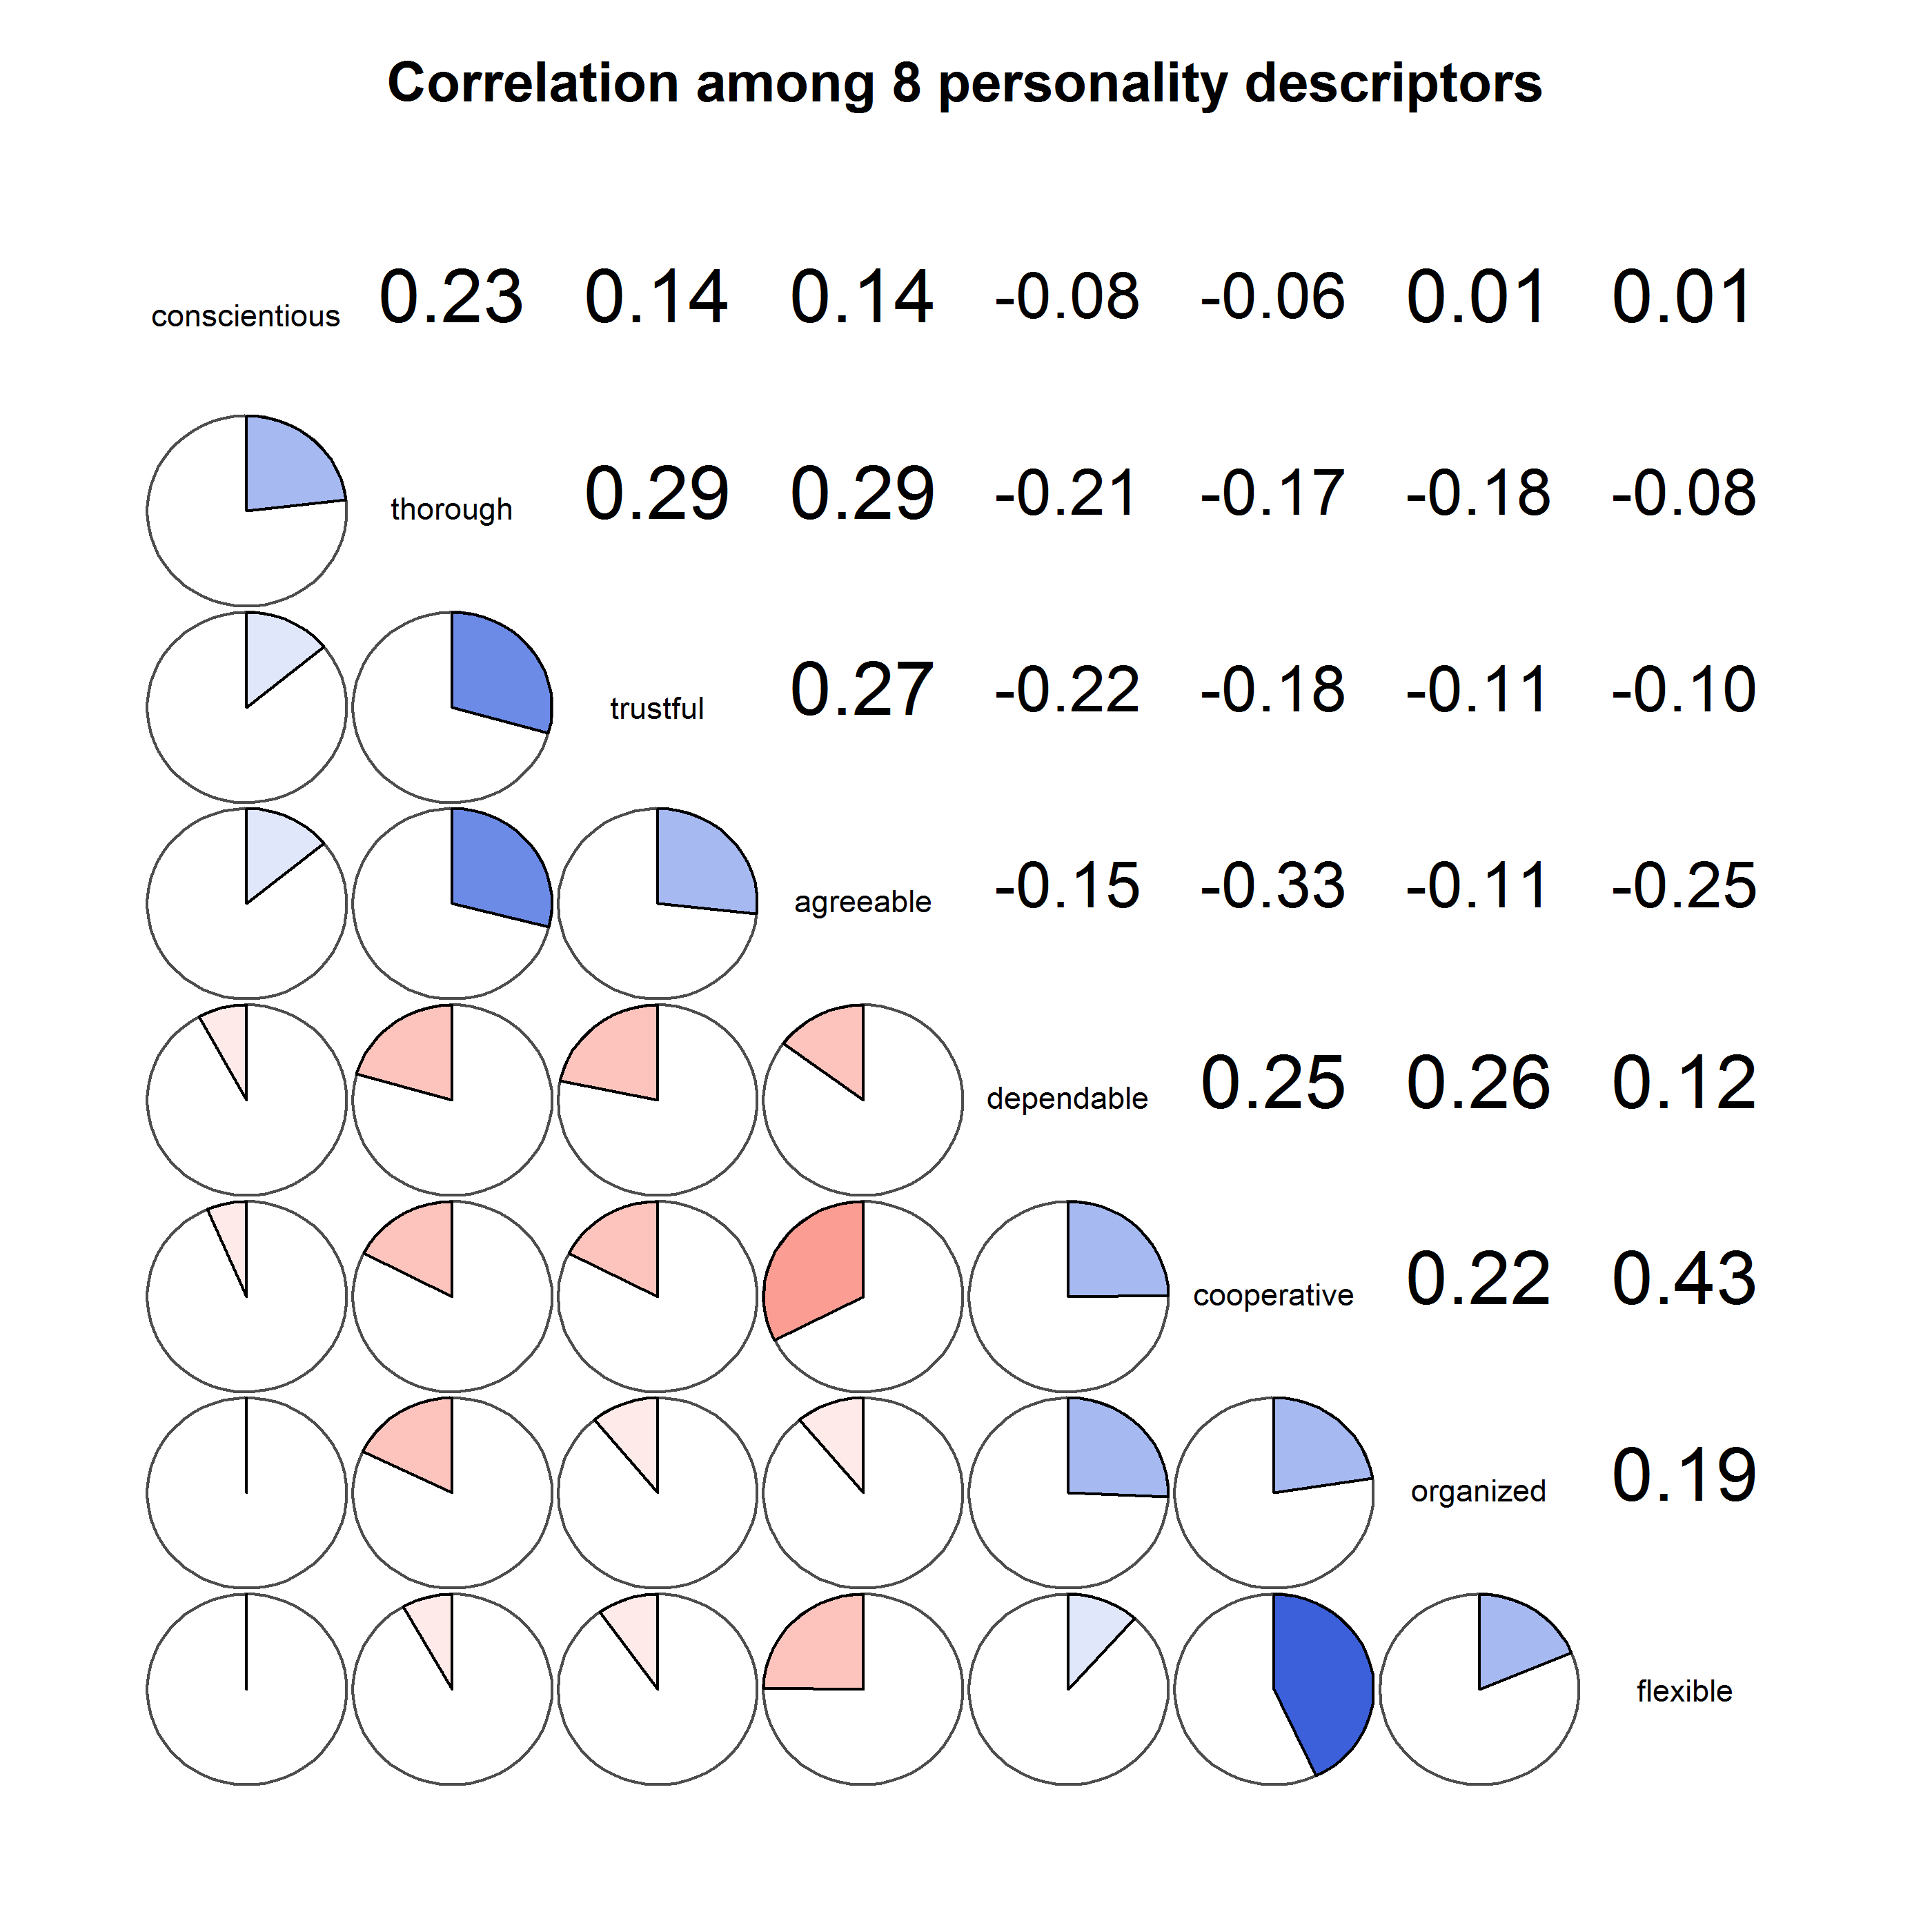 Correlation among 8 personality descriptors
conscientious 0.23 0.14 0.14 -0.08 -0.06 0.01 0.01
thorough 0.29 0.29 -0.21 -0.17 -0.18 -0.08
trustful 0.27 -0.22 -0.18 -0.11 -0.10
agreeable -0.15 -0.33 -0.11 -0.25
dependable 0.25 0.26 0.12
cooperative 0.22 0.43
organized 0.19
flexible